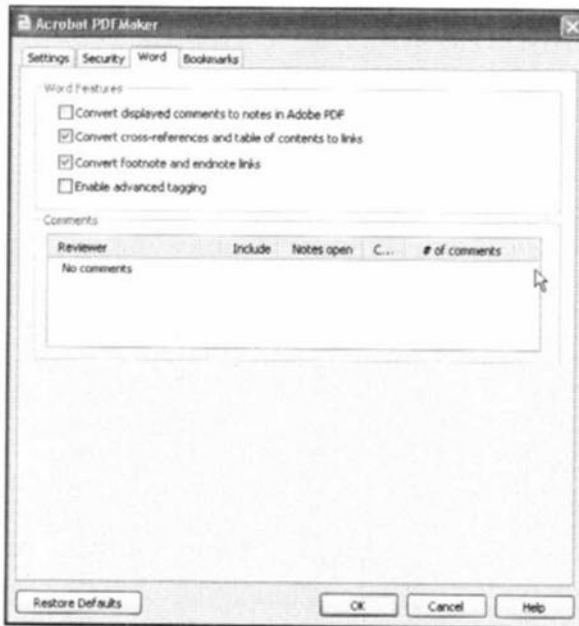 Acrobat PDFMaker
Settings Security Word Bookmarks
Word Features
Convert displayed comments to notes in Adobe PDF
Convert cross-references and table of contents to links
Convert footnote and endnote links
Enable advanced tagging
Comments
Reviewer Include Notes open C... # of comments
No comments
Restore Defaults OK Cancel Help